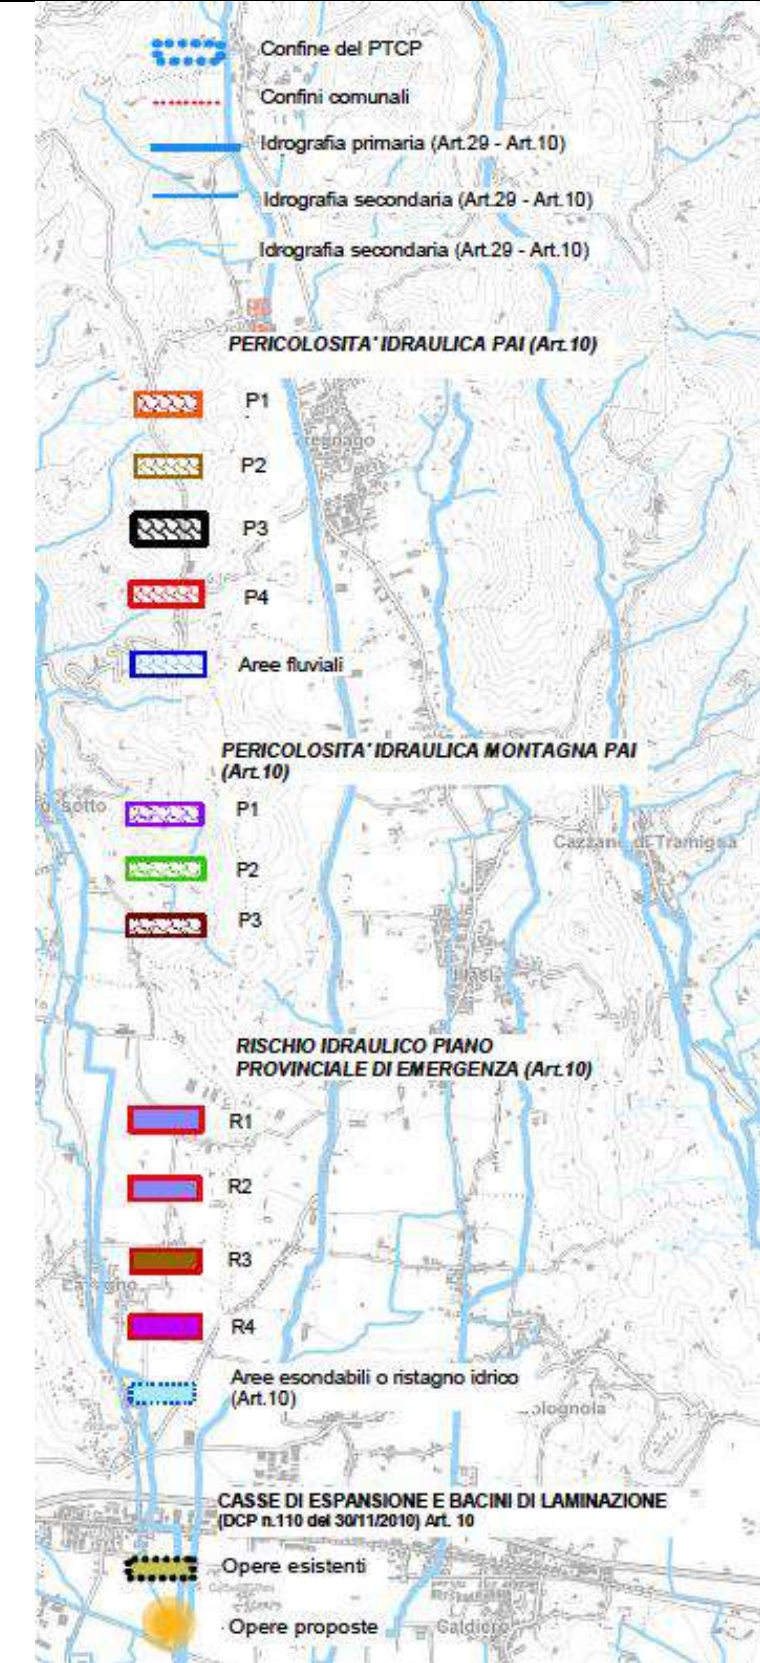 Confine del PTCP
Confini comunali
Idrografia primaria (Art.29 - Art.10)
Idrografia secondaria (Art.29 - Art.10)
Idrografia secondaria (Art.29 - Art.10)
PERICOLOSITA' IDRAULICA PAI (Art.10)
P1
P2
P3
P4
Aree fluviali
PERICOLOSITA' IDRAULICA MONTAGNA PAI
(Art.10)
P1
sotto
P2
Cazzano di Tramigna
P3
RISCHIO IDRAULICO PIANO
PROVINCIALE DI EMERGENZA (Art.10)
R1
R2
R3
R4
Aree esondabili o ristagno idrico
(Art.10)
CASSE DI ESPANSIONE E BACINI DI LAMINAZIONE
(DCP n.110 del 30/11/2010) Art. 10
Opere esistenti
Opere proposte
Caldiero